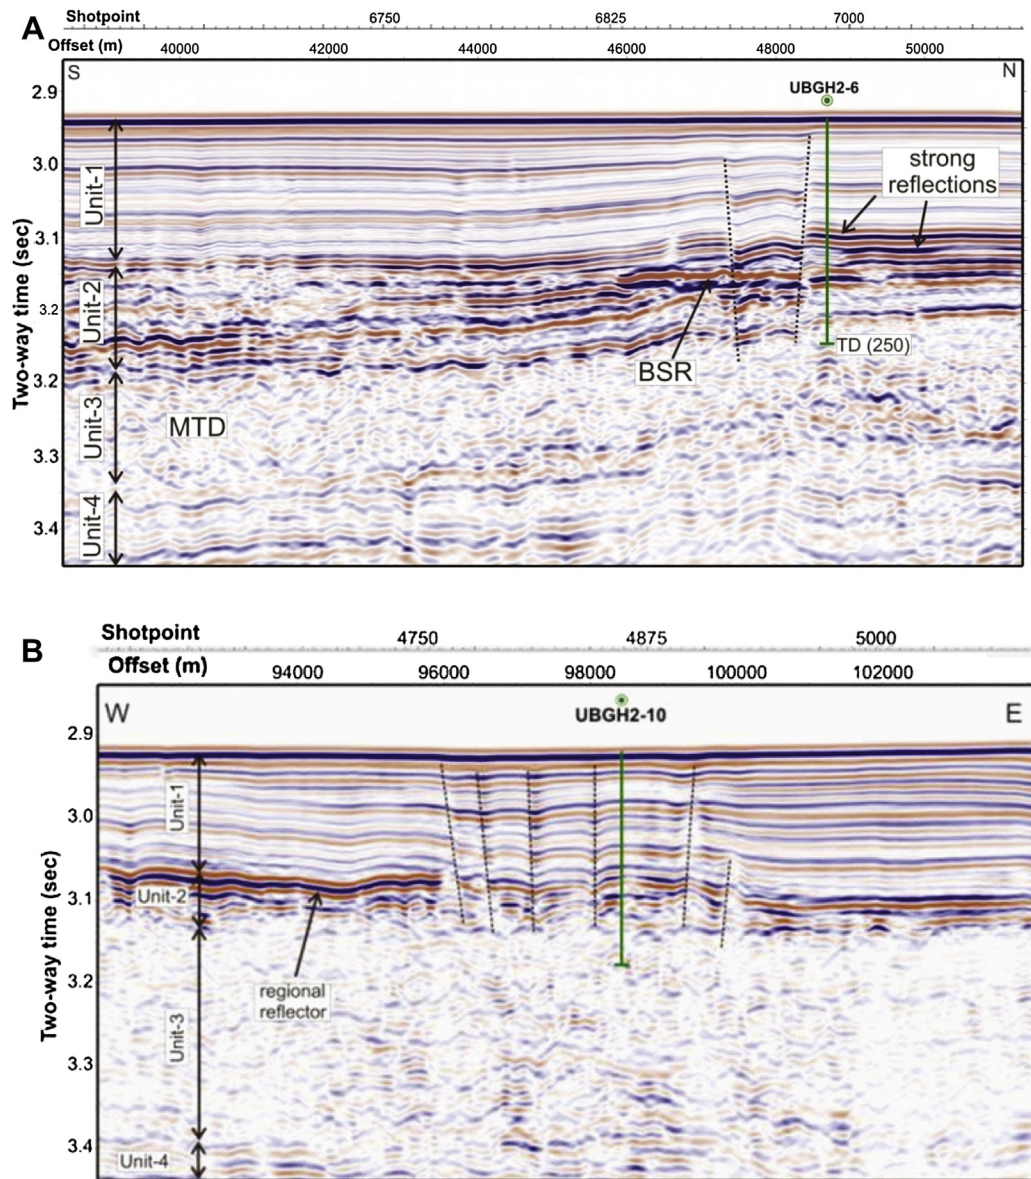 A
Shotpoint 6750 6825 7000
Offset (m) 40000 42000 44000 46000 48000 50000
S N
UBGH2-6
2.9
3.0
3.1
3.2
3.2
3.3
3.4
Two-way time (sec)
Unit-1
Unit-2
Unit-3
Unit-4
strong
reflections
BSR
TD (250)
MTD
B
Shotpoint 4750 4875 5000
Offset (m) 94000 96000 98000 100000 102000
W E
UBGH2-10
2.9
3.0
3.1
3.2
3.3
3.4
Two-way time (sec)
Unit-1
Unit-2
Unit-3
Unit-4
regional
reflector